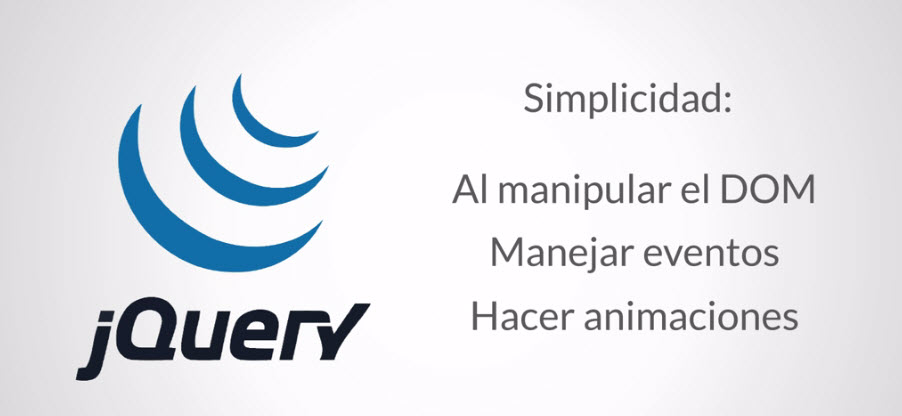 jQuery
Simplicidad:
Al manipular el DOM
Manejar eventos
Hacer animaciones